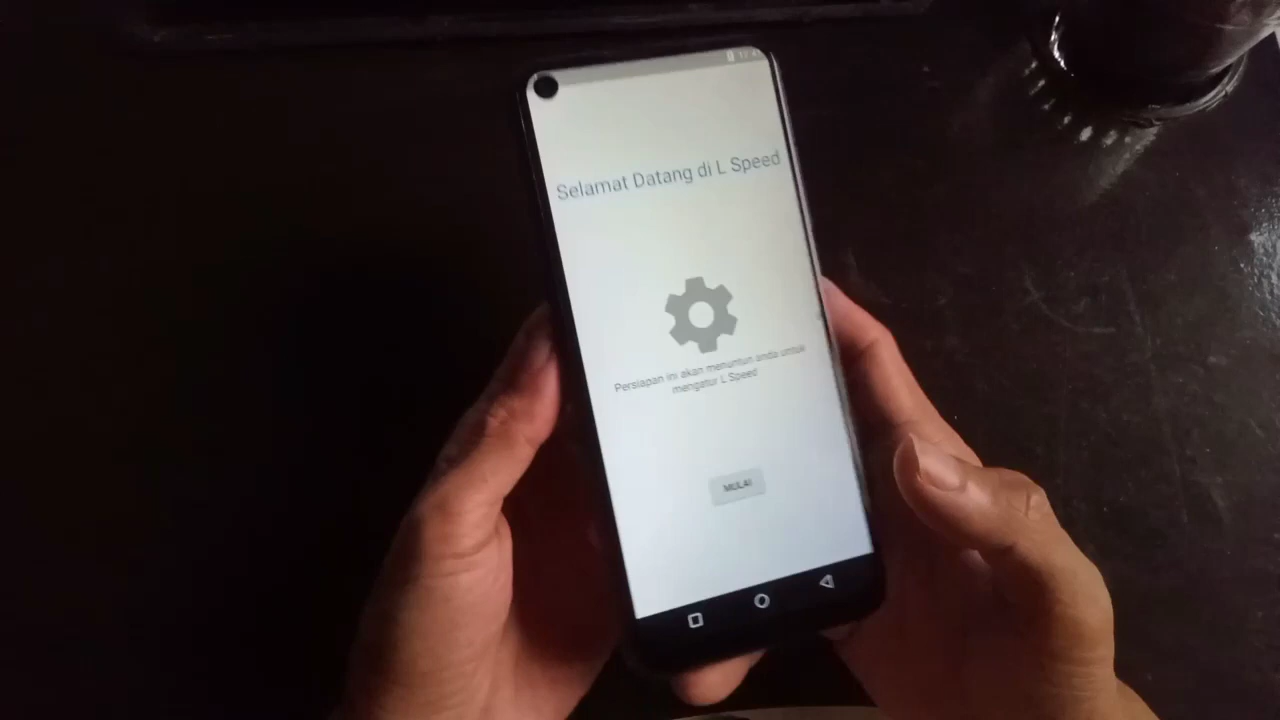 Selamat Datang di L Speed
Persiapan ini akan menuntun anda untuk
mengatur L Speed
MULAI